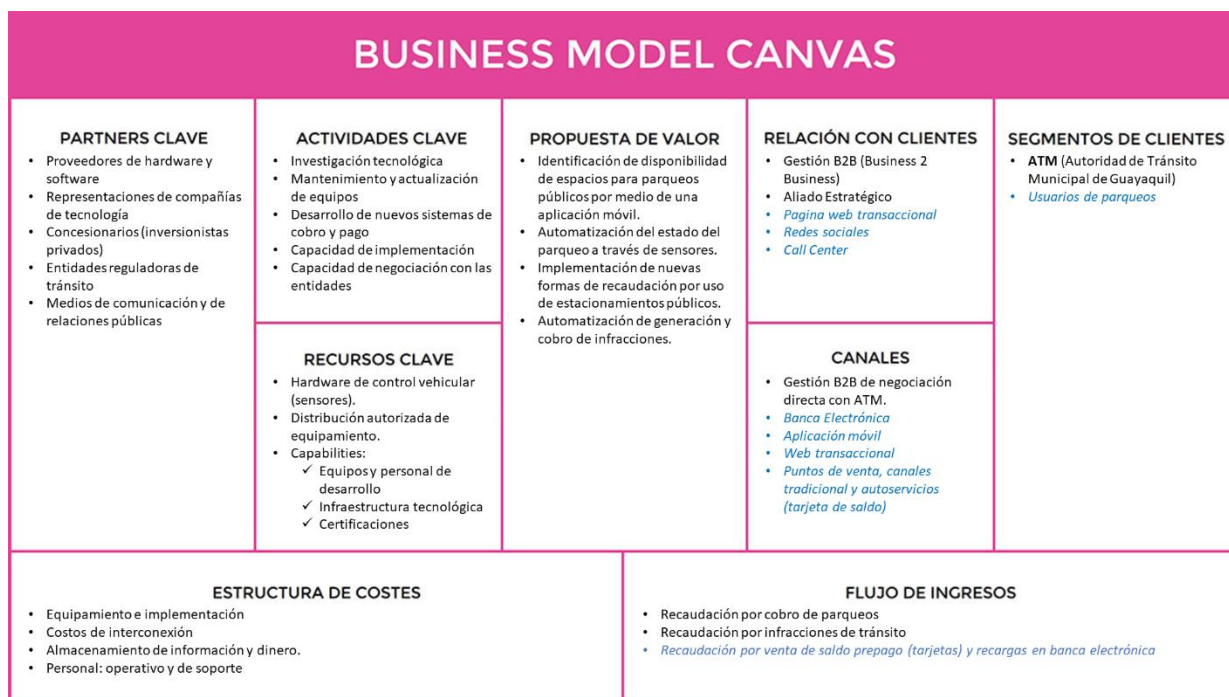 BUSINESS MODEL CANVAS
PARTNERS CLAVE
• Proveedores de hardware y
software
• Representaciones de compañías
de tecnología
• Concesionarios (inversionistas
privados)
• Entidades reguladoras de
tránsito
• Medios de comunicación y de
relaciones públicas
ACTIVIDADES CLAVE
• Investigación tecnológica
• Mantenimiento y actualización
de equipos
• Desarrollo de nuevos sistemas de
cobro y pago
• Capacidad de implementación
• Capacidad de negociación con las
entidades
RECURSOS CLAVE
• Hardware de control vehicular
(sensores).
• Distribución autorizada de
equipamiento.
• Capabilities:
✓ Equipos y personal de
desarrollo
✓ Infraestructura tecnológica
✓ Certificaciones
PROPUESTA DE VALOR
• Identificación de disponibilidad
de espacios para parqueos
públicos por medio de una
aplicación móvil.
• Automatización del estado del
parqueo a través de sensores.
• Implementación de nuevas
formas de recaudación por uso
de estacionamientos públicos.
• Automatización de generación y
cobro de infracciones.
RELACIÓN CON CLIENTES
• Gestión B2B (Business 2
Business)
• Aliado Estratégico
• Pagina web transaccional
• Redes sociales
• Call Center
CANALES
• Gestión B2B de negociación
directa con ATM.
• Banca Electrónica
• Aplicación móvil
• Web transaccional
• Puntos de venta, canales
tradicional y autoservicios
(tarjeta de saldo)
SEGMENTOS DE CLIENTES
• ATM (Autoridad de Tránsito
Municipal de Guayaquil)
• Usuarios de parqueos
ESTRUCTURA DE COSTES
• Equipamiento e implementación
• Costos de interconexión
• Almacenamiento de información y dinero.
• Personal: operativo y de soporte
FLUJO DE INGRESOS
• Recaudación por cobro de parqueos
• Recaudación por infracciones de tránsito
• Recaudación por venta de saldo prepago (tarjetas) y recargas en banca electrónica